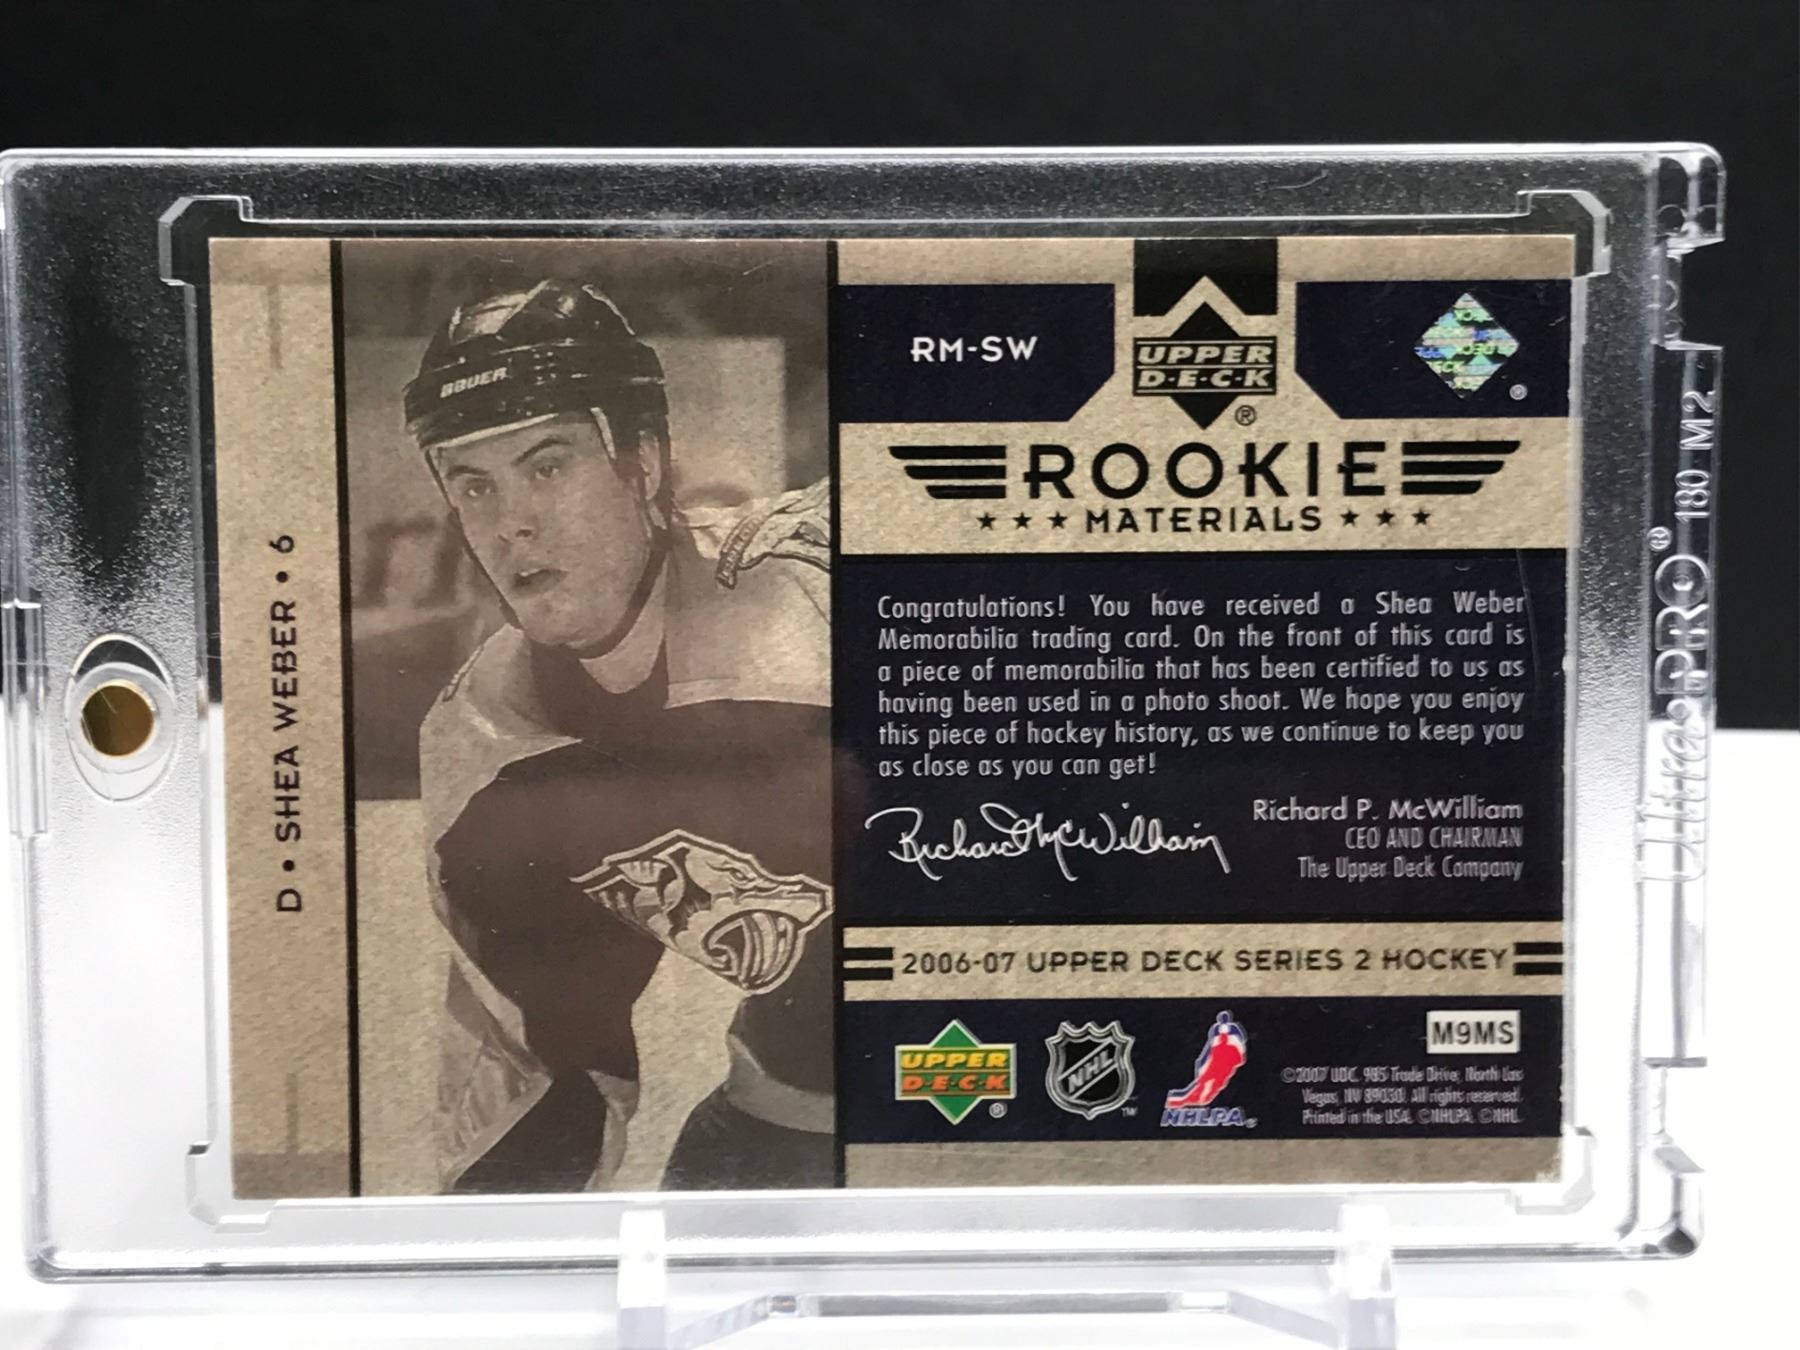 D • SHEA WEBER • 6
BAUER
RM-SW
UPPER
D·E·C·K
®
®
ROOKIE
★ ★ ★ MATERIALS ★ ★ ★
Congratulations! You have received a Shea Weber
Memorabilia trading card. On the front of this card is
a piece of memorabilia that has been certified to us as
having been used in a photo shoot. We hope you enjoy
this piece of hockey history, as we continue to keep you
as close as you can get!
Richard McWilliam
Richard P. McWilliam
CEO AND CHAIRMAN
The Upper Deck Company
2006-07 UPPER DECK SERIES 2 HOCKEY
UPPER
D·E·C·K
®
NHL
TM
NHLPA®
M9MS
©2007 UDC. 985 Trade Drive, North Las
Vegas, NV 89030. All rights reserved.
Printed in the USA. ©NHLPA. ©NHL.
Ultra•PRO® 180 M2